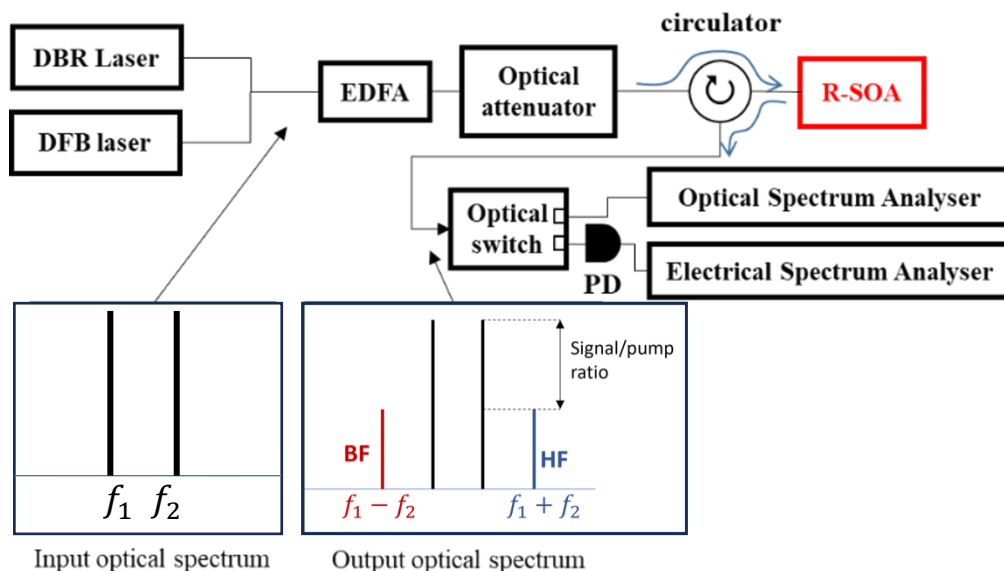 circulator
DBR Laser
DFB laser
EDFA
Optical
attenuator
R-SOA
Optical
switch
PD
Optical Spectrum Analyser
Electrical Spectrum Analyser
f₁ f₂
Input optical spectrum
Signal/pump
ratio
BF
HF
f₁ − f₂
f₁ + f₂
Output optical spectrum